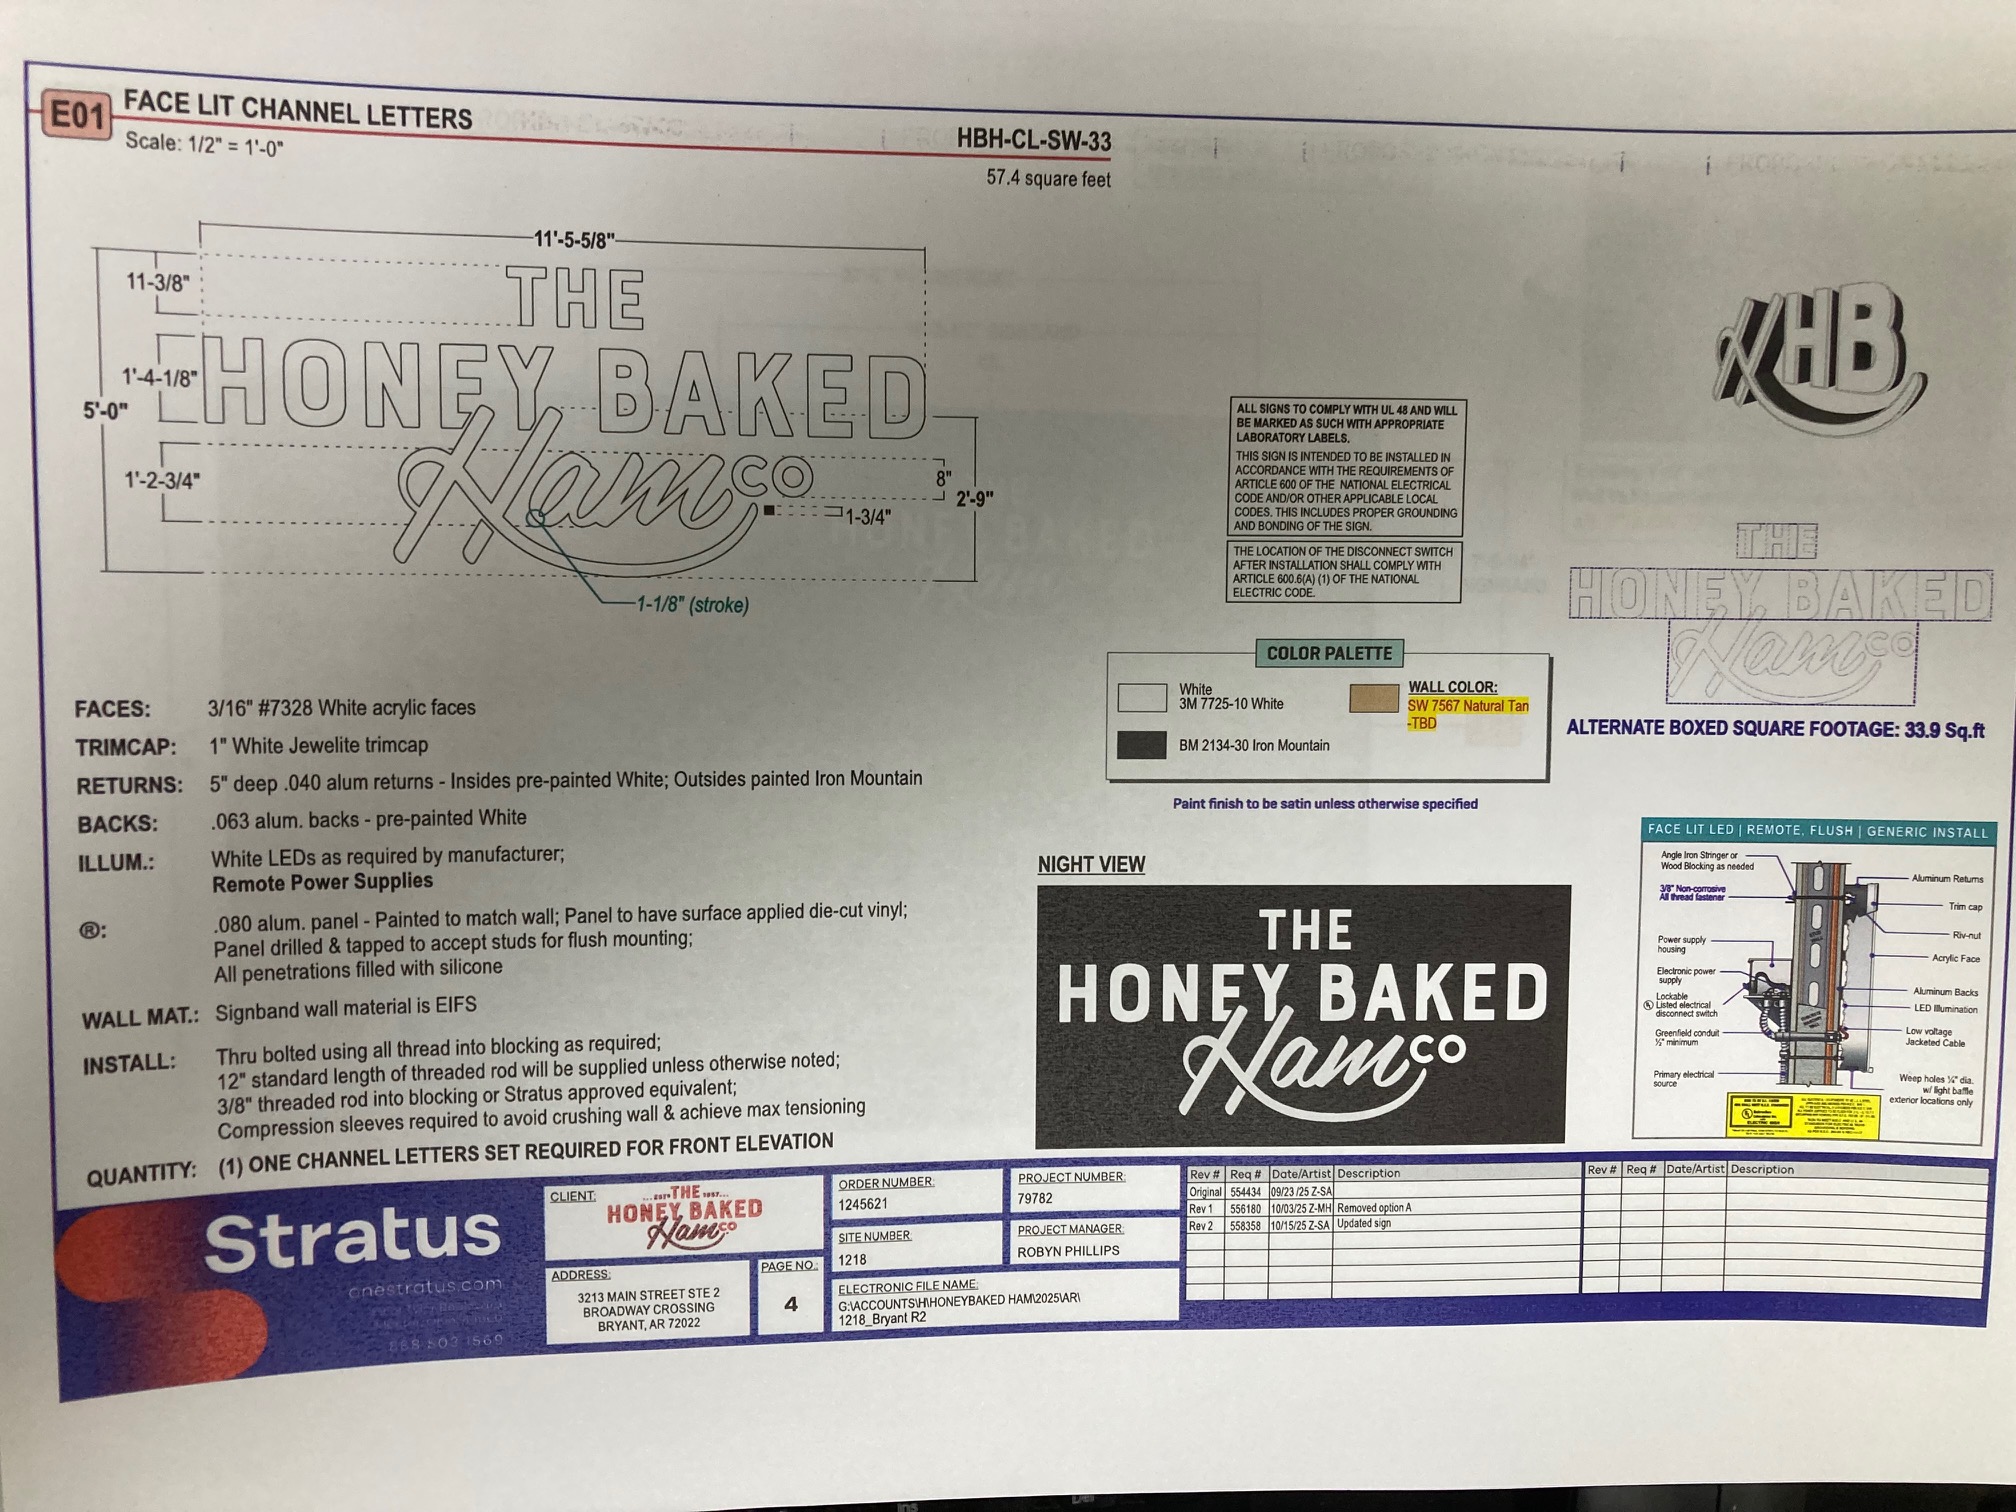 E01
FACE LIT CHANNEL LETTERS
Scale: 1/2" = 1'-0"
HBH-CL-SW-33
57.4 square feet
11'-5-5/8"
11-3/8"
1'-4-1/8"
5'-0"
1'-2-3/4"
8"
2'-9"
1-3/4"
1-1/8" (stroke)
THE
HONEY BAKED
Ham CO
ALL SIGNS TO COMPLY WITH UL 48 AND WILL
BE MARKED AS SUCH WITH APPROPRIATE
LABORATORY LABELS.
THIS SIGN IS INTENDED TO BE INSTALLED IN
ACCORDANCE WITH THE REQUIREMENTS OF
ARTICLE 600 OF THE NATIONAL ELECTRICAL
CODE AND/OR OTHER APPLICABLE LOCAL
CODES. THIS INCLUDES PROPER GROUNDING
AND BONDING OF THE SIGN.
THE LOCATION OF THE DISCONNECT SWITCH
AFTER INSTALLATION SHALL COMPLY WITH
ARTICLE 600.6(A) (1) OF THE NATIONAL
ELECTRIC CODE.
HB
THE
HONEY BAKED
Ham CO
ALTERNATE BOXED SQUARE FOOTAGE: 33.9 Sq.ft
COLOR PALETTE
White
3M 7725-10 White
BM 2134-30 Iron Mountain
WALL COLOR:
SW 7567 Natural Tan
-TBD
Paint finish to be satin unless otherwise specified
FACES: 3/16" #7328 White acrylic faces
TRIMCAP: 1" White Jewelite trimcap
RETURNS: 5" deep .040 alum returns - Insides pre-painted White; Outsides painted Iron Mountain
BACKS: .063 alum. backs - pre-painted White
ILLUM.: White LEDs as required by manufacturer;
Remote Power Supplies
®: .080 alum. panel - Painted to match wall; Panel to have surface applied die-cut vinyl;
Panel drilled & tapped to accept studs for flush mounting;
All penetrations filled with silicone
WALL MAT.: Signband wall material is EIFS
INSTALL: Thru bolted using all thread into blocking as required;
12" standard length of threaded rod will be supplied unless otherwise noted;
3/8" threaded rod into blocking or Stratus approved equivalent;
Compression sleeves required to avoid crushing wall & achieve max tensioning
QUANTITY: (1) ONE CHANNEL LETTERS SET REQUIRED FOR FRONT ELEVATION
NIGHT VIEW
THE
HONEY BAKED
Ham CO
FACE LIT LED | REMOTE, FLUSH | GENERIC INSTALL
Angle Iron Stringer or
Wood Blocking as needed
3/8" Non-corrosive
All thread fastener
Power supply
housing
Electronic power
supply
Lockable
Listed electrical
disconnect switch
Greenfield conduit
½" minimum
Primary electrical
source
Aluminum Returns
Trim cap
Riv-nut
Acrylic Face
Aluminum Backs
LED Illumination
Low voltage
Jacketed Cable
Weep holes ¼" dia.
w/ light baffle
exterior locations only
Stratus
onestratus.com
CLIENT:
THE
HONEY BAKED
Ham CO
ADDRESS:
3213 MAIN STREET STE 2
BROADWAY CROSSING
BRYANT, AR 72022
PAGE NO.:
4
ORDER NUMBER:
1245621
SITE NUMBER:
1218
ELECTRONIC FILE NAME:
G:\ACCOUNTS\H\HONEYBAKED HAM\2025\AR\
1218_Bryant R2
PROJECT NUMBER:
79782
PROJECT MANAGER:
ROBYN PHILLIPS
Rev # Req # Date/Artist Description
Original 554434 09/23 /25 Z-SA
Rev 1 556180 10/03/25 Z-MH Removed option A
Rev 2 558358 10/15/25 Z-SA Updated sign
Rev # Req # Date/Artist Description